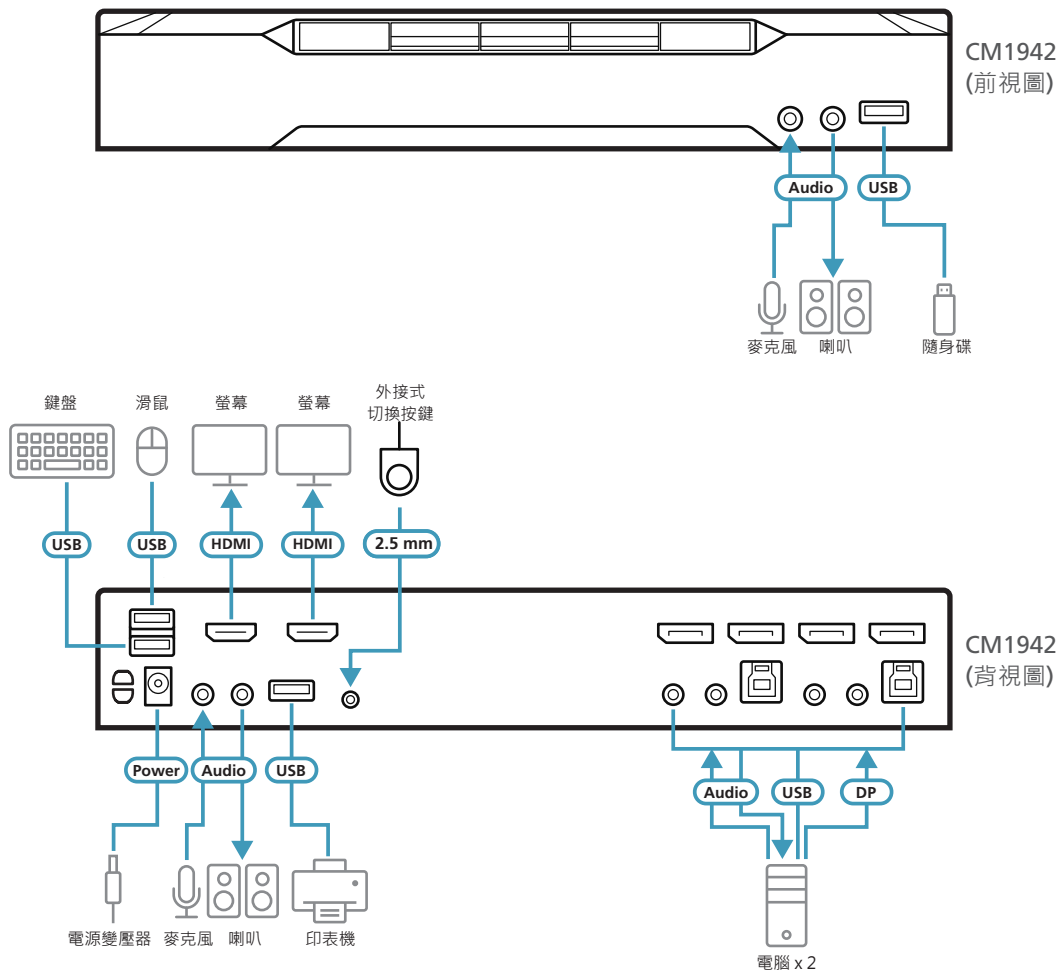 CM1942
(前視圖)
Audio
USB
麥克風
喇叭
隨身碟
鍵盤
滑鼠
螢幕
螢幕
外接式
切換按鍵
USB
USB
HDMI
HDMI
2.5 mm
CM1942
(背視圖)
Power
Audio
USB
Audio
USB
DP
電源變壓器
麥克風
喇叭
印表機
電腦 x 2